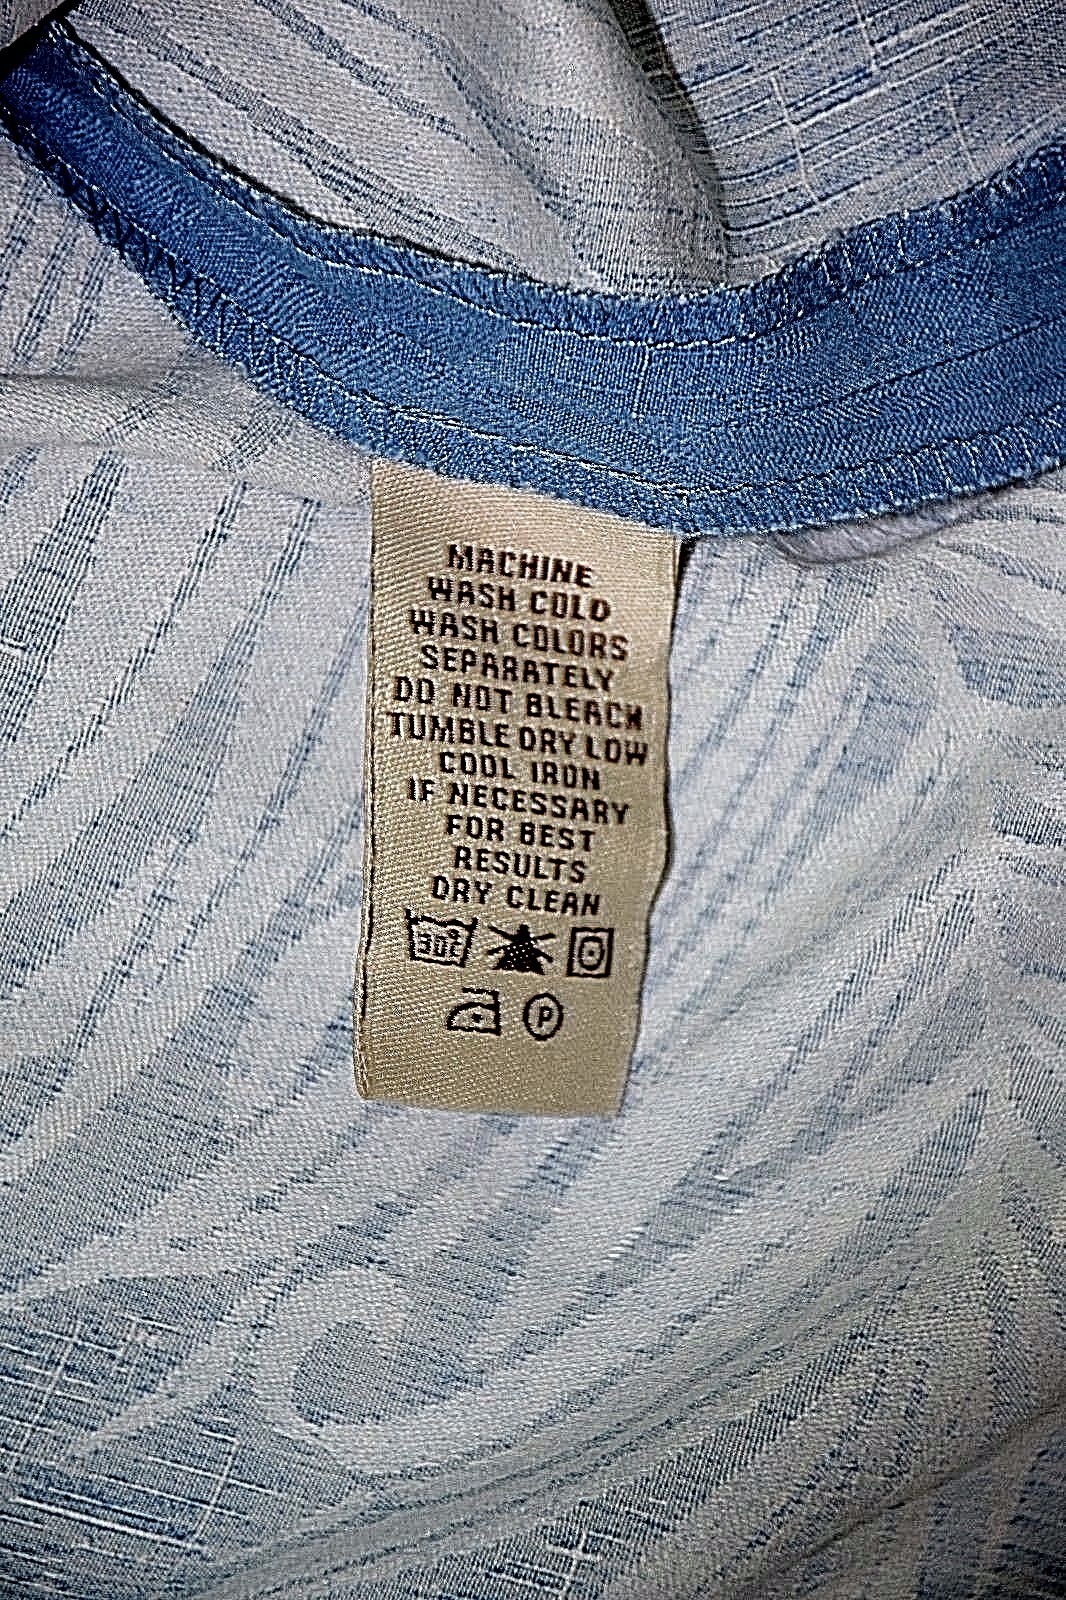 MACHINE
WASH COLD
WASH COLORS
SEPARATELY
DO NOT BLEACH
TUMBLE DRY LOW
COOL IRON
IF NECESSARY
FOR BEST
RESULTS
DRY CLEAN
30°C
P